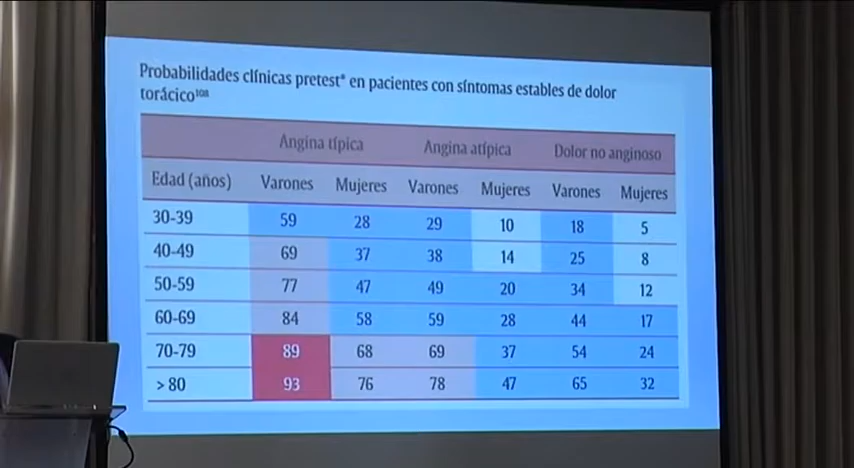 Probabilidades clínicas pretest* en pacientes con síntomas estables de dolor
torácico¹⁰⁸
Angina típica Angina atípica Dolor no anginoso
Edad (años) Varones Mujeres Varones Mujeres Varones Mujeres
30-39 59 28 29 10 18 5
40-49 69 37 38 14 25 8
50-59 77 47 49 20 34 12
60-69 84 58 59 28 44 17
70-79 89 68 69 37 54 24
> 80 93 76 78 47 65 32